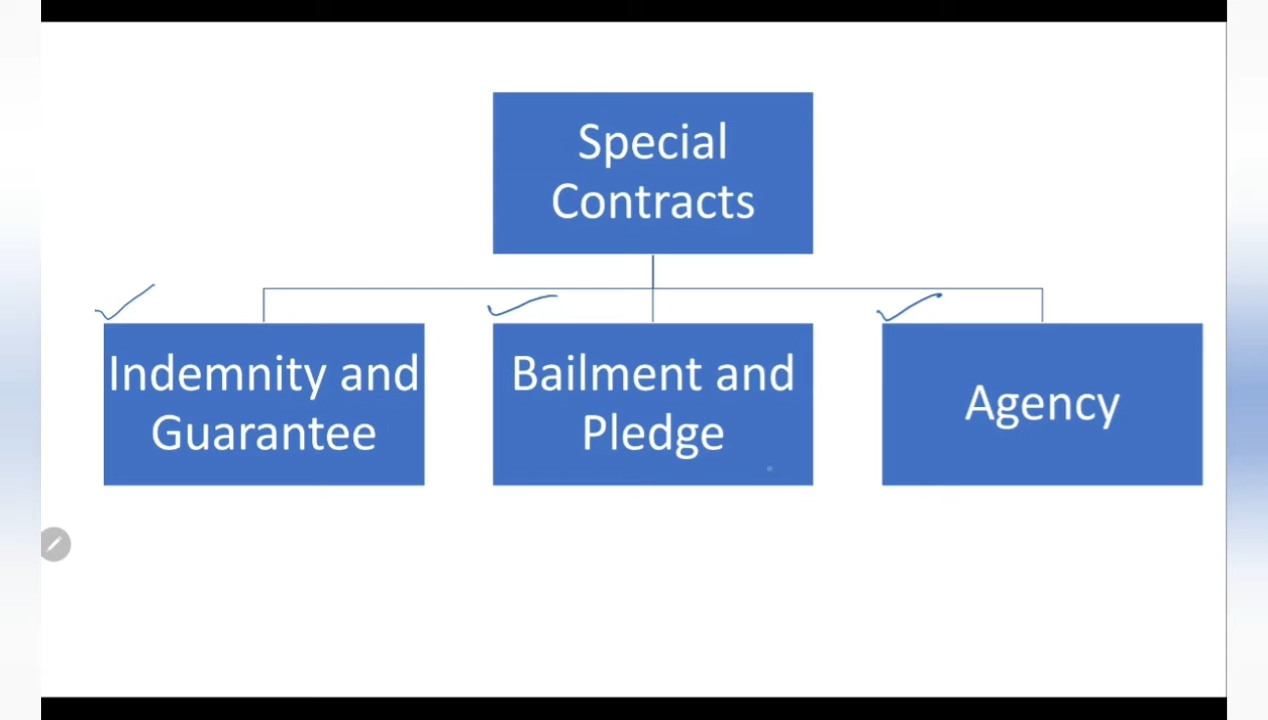 Special
Contracts
Indemnity and
Guarantee
Bailment and
Pledge
Agency